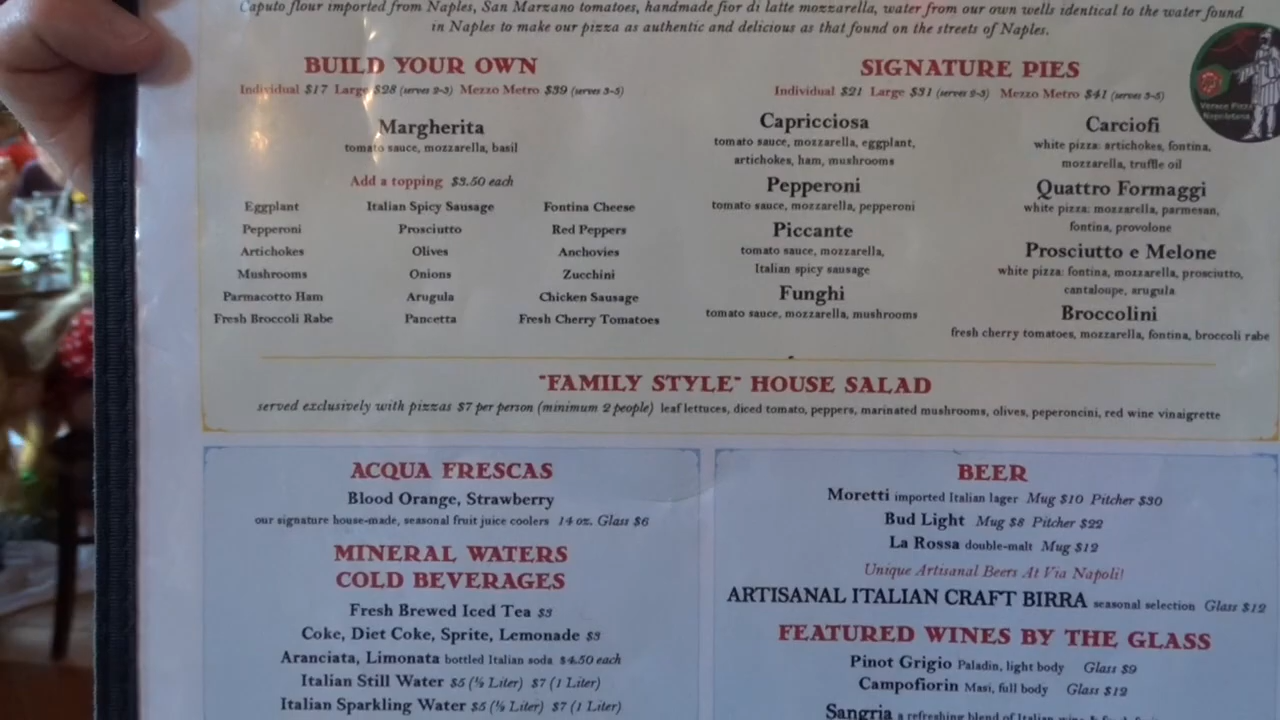 Caputo flour imported from Naples, San Marzano tomatoes, handmade fior di latte mozzarella, water from our own wells identical to the water found
in Naples to make our pizza as authentic and delicious as that found on the streets of Naples.
BUILD YOUR OWN
Individual $17 Large $28 (serves 2-3) Mezzo Metro $39 (serves 3-5)
Margherita
tomato sauce, mozzarella, basil
Add a topping $3.50 each
Eggplant Italian Spicy Sausage Fontina Cheese
Pepperoni Prosciutto Red Peppers
Artichokes Olives Anchovies
Mushrooms Onions Zucchini
Parmacotto Ham Arugula Chicken Sausage
Fresh Broccoli Rabe Pancetta Fresh Cherry Tomatoes
SIGNATURE PIES
Individual $21 Large $31 (serves 2-3) Mezzo Metro $41 (serves 3-5)
Capricciosa
tomato sauce, mozzarella, eggplant,
artichokes, ham, mushrooms
Pepperoni
tomato sauce, mozzarella, pepperoni
Piccante
tomato sauce, mozzarella,
Italian spicy sausage
Funghi
tomato sauce, mozzarella, mushrooms
Carciofi
white pizza: artichokes, fontina,
mozzarella, truffle oil
Quattro Formaggi
white pizza: mozzarella, parmesan,
fontina, provolone
Prosciutto e Melone
white pizza: fontina, mozzarella, prosciutto,
cantaloupe, arugula
Broccolini
fresh cherry tomatoes, mozzarella, fontina, broccoli rabe
Napoletana
"FAMILY STYLE" HOUSE SALAD
served exclusively with pizzas $7 per person (minimum 2 people) leaf lettuces, diced tomato, peppers, marinated mushrooms, olives, peperoncini, red wine vinaigrette
ACQUA FRESCAS
Blood Orange, Strawberry
our signature house-made, seasonal fruit juice coolers 14 oz. Glass $6
MINERAL WATERS
COLD BEVERAGES
Fresh Brewed Iced Tea $3
Coke, Diet Coke, Sprite, Lemonade $3
Aranciata, Limonata bottled Italian soda $4.50 each
Italian Still Water $5 (½ Liter) $7 (1 Liter)
Italian Sparkling Water $5 (½ Liter) $7 (1 Liter)
BEER
Moretti imported Italian lager Mug $10 Pitcher $30
Bud Light Mug $8 Pitcher $22
La Rossa double-malt Mug $12
Unique Artisanal Beers At Via Napoli!
ARTISANAL ITALIAN CRAFT BIRRA seasonal selection Glass $12
FEATURED WINES BY THE GLASS
Pinot Grigio Paladin, light body Glass $9
Campofiorin Masi, full body Glass $12
Sangria a refreshing blend of Italian wine &